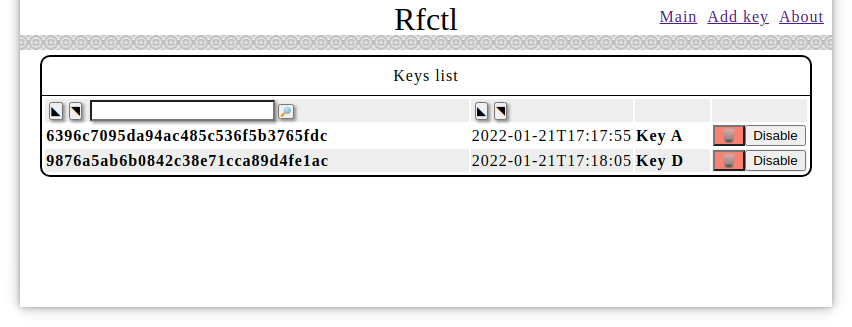 Rfctl
Main Add key About
Keys list
6396c7095da94ac485c536f5b3765fdc 2022-01-21T17:17:55 Key A Disable
9876a5ab6b0842c38e71cca89d4fe1ac 2022-01-21T17:18:05 Key D Disable